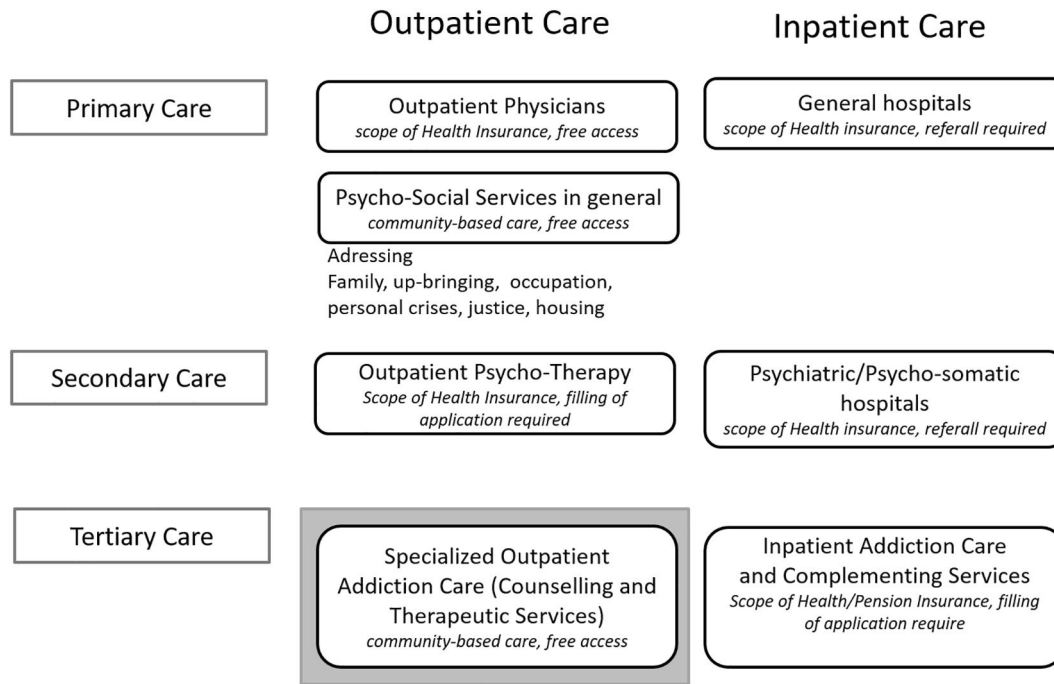 Outpatient Care
Inpatient Care
Primary Care
Outpatient Physicians
scope of Health Insurance, free access
General hospitals
scope of Health insurance, referall required
Psycho-Social Services in general
community-based care, free access
Adressing
Family, up-bringing, occupation,
personal crises, justice, housing
Secondary Care
Outpatient Psycho-Therapy
Scope of Health Insurance, filling of
application required
Psychiatric/Psycho-somatic
hospitals
scope of Health insurance, referall required
Tertiary Care
Specialized Outpatient
Addiction Care (Counselling and
Therapeutic Services)
community-based care, free access
Inpatient Addiction Care
and Complementing Services
Scope of Health/Pension Insurance, filling
of application require